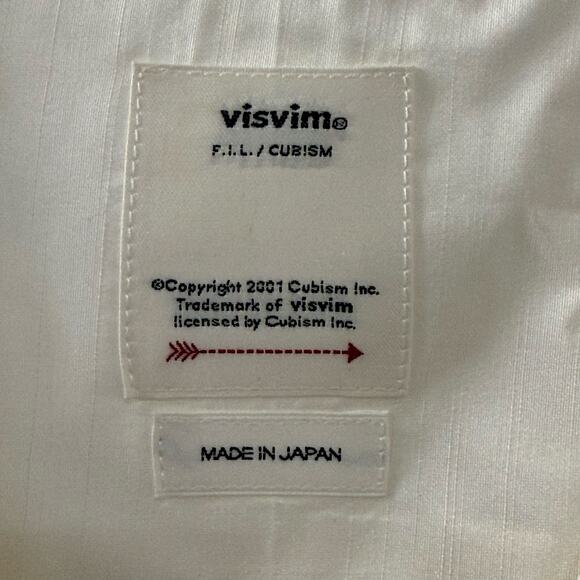 visvim®
F.I.L. / CUBISM
©Copyright 2001 Cubism Inc.
Trademark of visvim
licensed by Cubism Inc.
MADE IN JAPAN